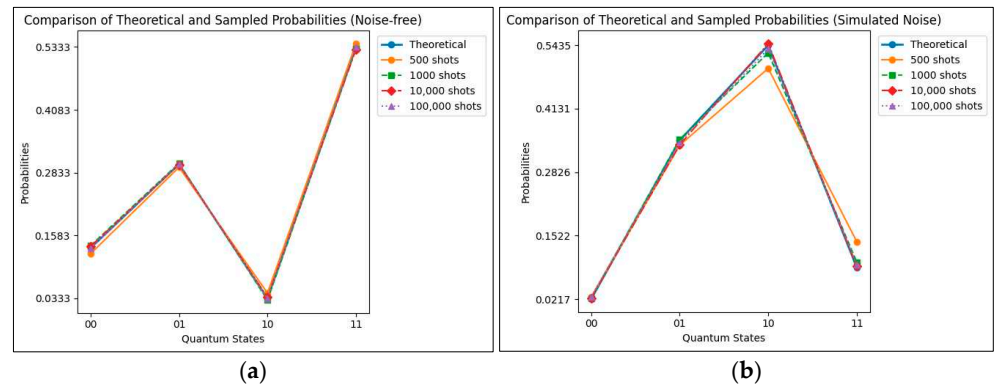 Comparison of Theoretical and Sampled Probabilities (Noise-free)
0.5333
0.4083
0.2833
0.1583
0.0333
Probabilities
00 01 10 11
Quantum States
Theoretical
500 shots
1000 shots
10,000 shots
100,000 shots
(a)
Comparison of Theoretical and Sampled Probabilities (Simulated Noise)
0.5435
0.4131
0.2826
0.1522
0.0217
Probabilities
00 01 10 11
Quantum States
Theoretical
500 shots
1000 shots
10,000 shots
100,000 shots
(b)